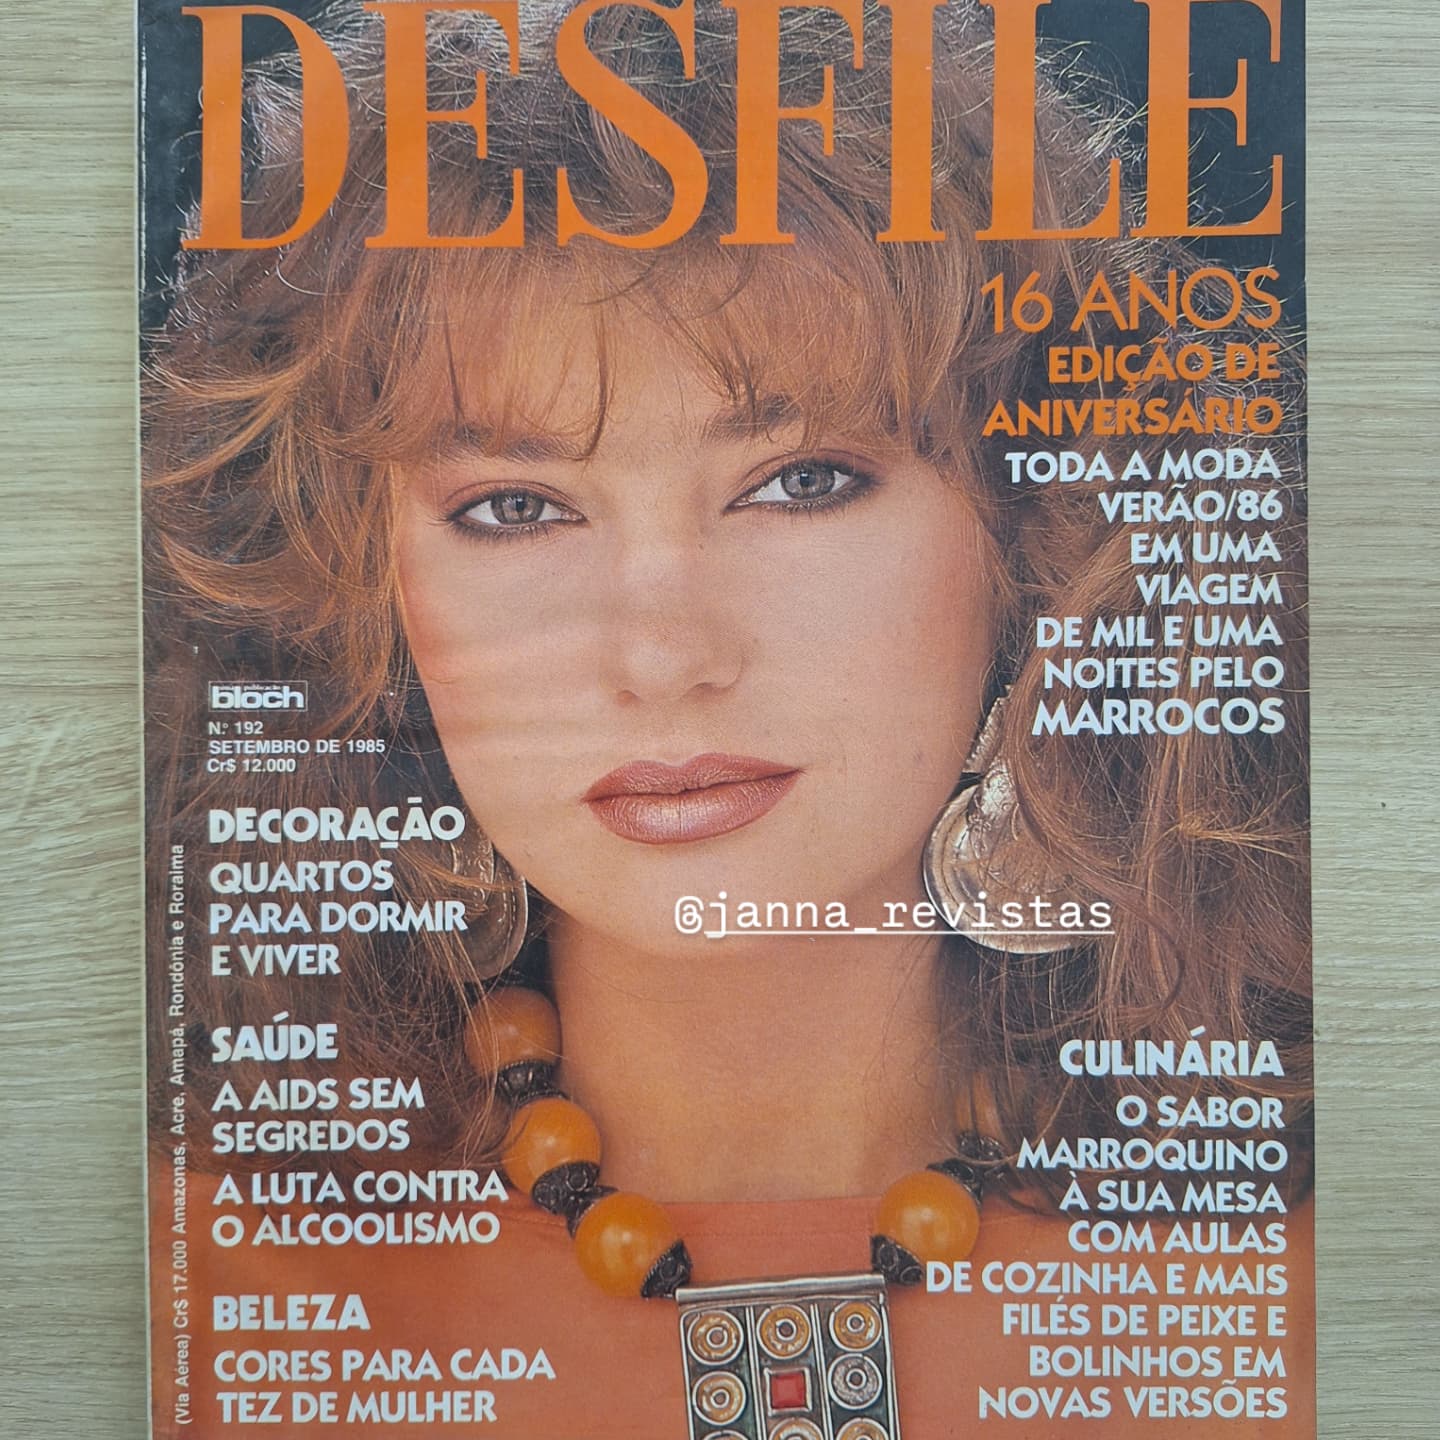 DESFILE
16 ANOS
EDIÇÃO DE
ANIVERSÁRIO
TODA A MODA
VERÃO/86
EM UMA
VIAGEM
DE MIL E UMA
NOITES PELO
MARROCOS
bloch
N.º 192
SETEMBRO DE 1985
Cr$ 12.000
DECORAÇÃO
QUARTOS
PARA DORMIR
E VIVER
SAÚDE
A AIDS SEM
SEGREDOS
A LUTA CONTRA
O ALCOOLISMO
BELEZA
CORES PARA CADA
TEZ DE MULHER
(Via Aérea) Cr$ 17.000 Amazonas, Acre, Amapá, Rondônia e Roraima
@janna_revistas
CULINÁRIA
O SABOR
MARROQUINO
À SUA MESA
COM AULAS
DE COZINHA E MAIS
FILÉS DE PEIXE E
BOLINHOS EM
NOVAS VERSÕES